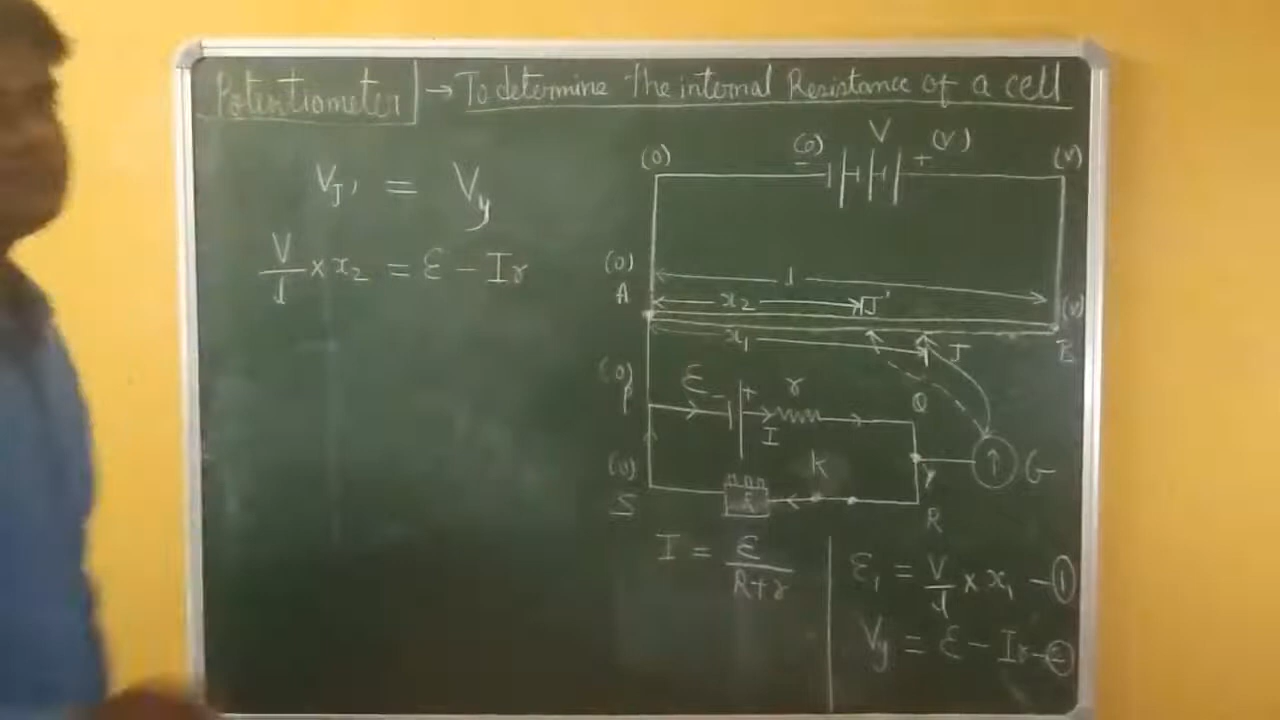 Potentiometer → To determine The internal Resistance of a cell
V_J' = V_y
V/l × x₂ = ε - Ir
(0) (0) - V + (V) (V)
l
(0)
A x₂ J' (V)
x₁ J B
(0) ε - + r
P I Q
k G
(0) R y
S R
I = ε/(R+r)
ε₁ = V/l × x₁ - ①
V_y = ε - Ir - ②